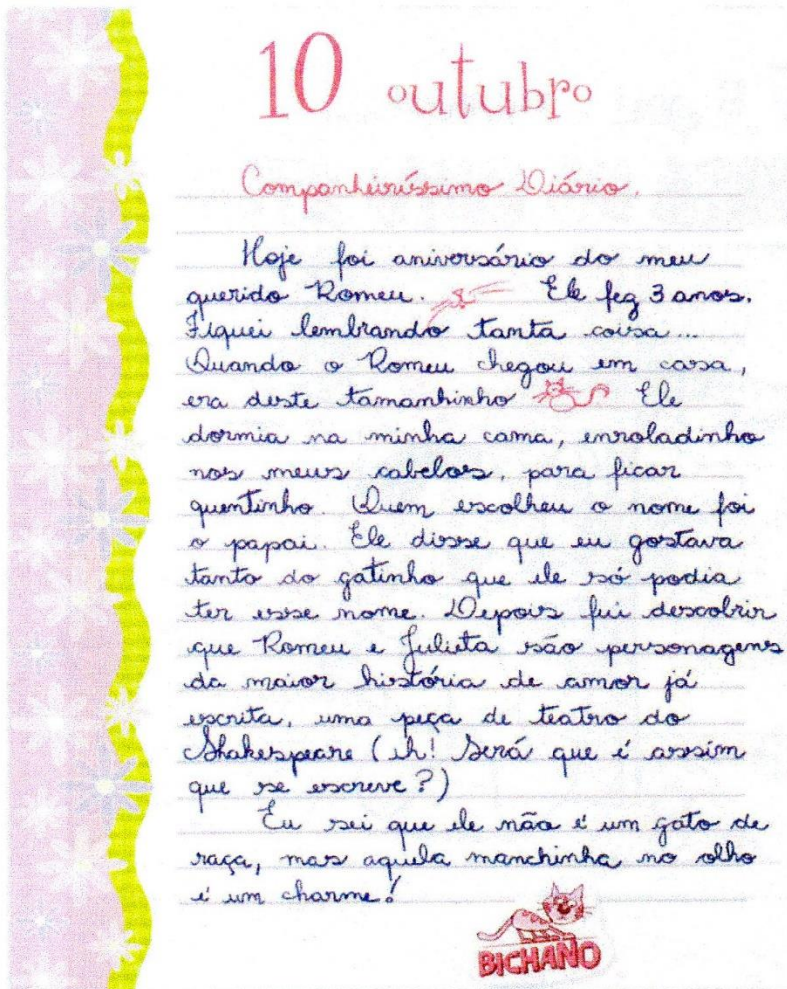 10 outubro
Companheiríssimo Diário,
Hoje foi aniversário do meu
querido Romeu. Ele fez 3 anos.
Fiquei lembrando tanta coisa...
Quando o Romeu chegou em casa,
era deste tamanhinho Ele
dormia na minha cama, enroladinho
nos meus cabelos, para ficar
quentinho. Quem escolheu o nome foi
o papai. Ele disse que eu gostava
tanto do gatinho que ele só podia
ter esse nome. Depois fui descobrir
que Romeu e Julieta são personagens
da maior história de amor já
escrita, uma peça de teatro do
Shakespeare (ih! Será que é assim
que se escreve?)
Eu sei que ele não é um gato de
raça, mas aquela manchinha no olho
é um charme!
BICHANO